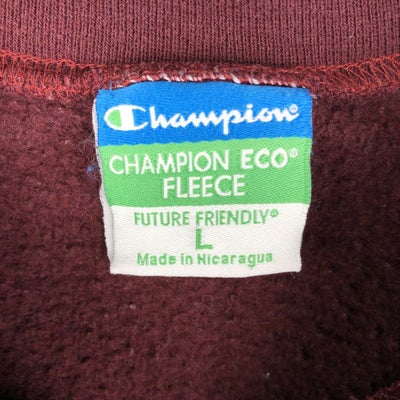 Champion®
CHAMPION ECO®
FLEECE
FUTURE FRIENDLY®
L
Made in Nicaragua